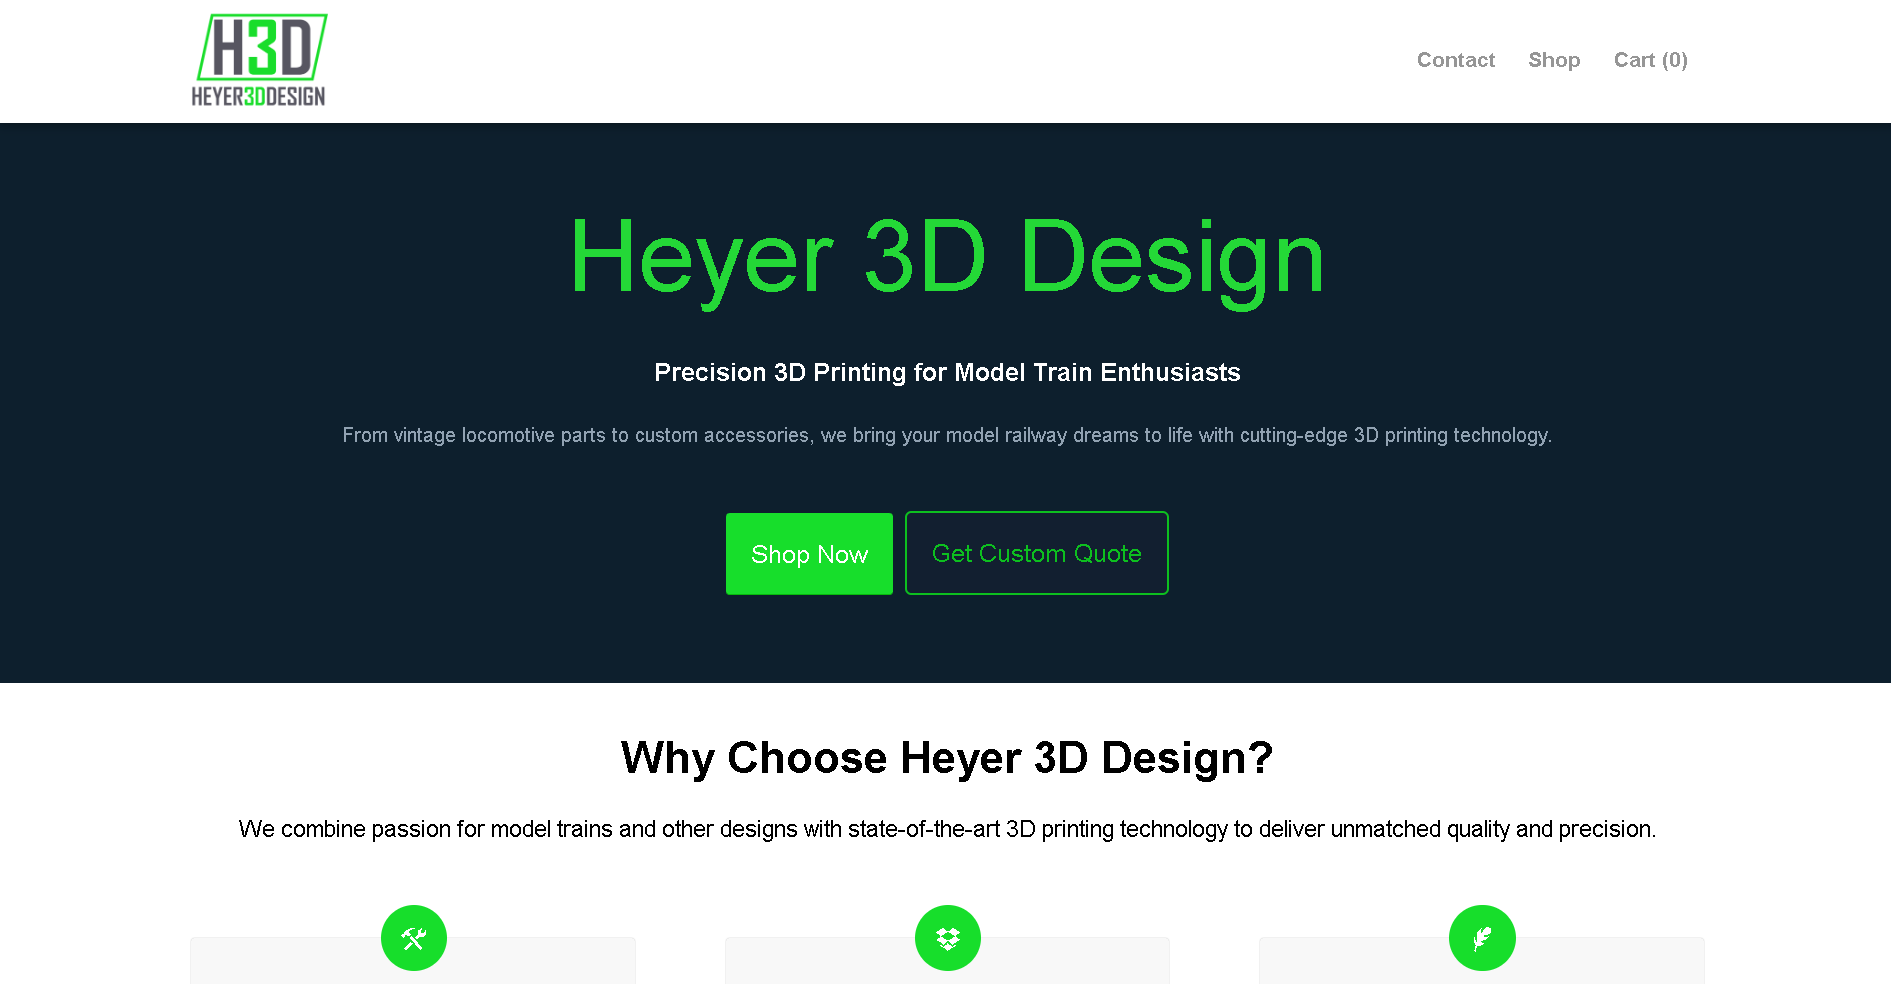 H3D
HEYER3DDESIGN
Contact Shop Cart (0)
Heyer 3D Design
Precision 3D Printing for Model Train Enthusiasts
From vintage locomotive parts to custom accessories, we bring your model railway dreams to life with cutting-edge 3D printing technology.
Shop Now Get Custom Quote
Why Choose Heyer 3D Design?
We combine passion for model trains and other designs with state-of-the-art 3D printing technology to deliver unmatched quality and precision.